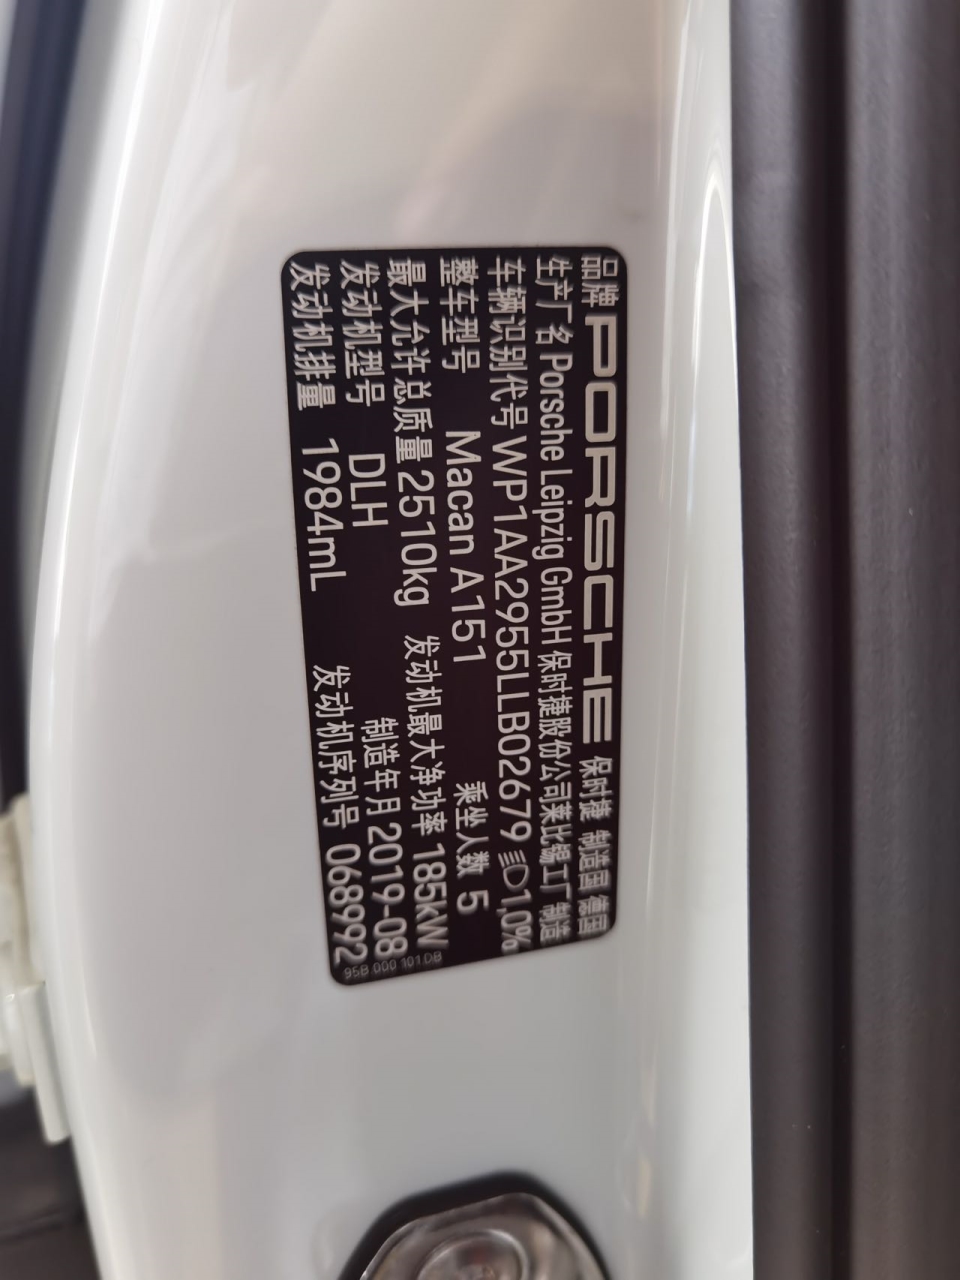 品牌 PORSCHE 保时捷 制造国 德国
生产厂名 Porsche Leipzig GmbH 保时捷股份公司莱比锡工厂 制造
车辆识别代号 WP1AA2955LLB02679 1,0%
整车型号 Macan A151 乘坐人数 5
最大允许总质量 2510kg 发动机最大净功率 185kW
发动机型号 DLH 制造年月 2019-08
发动机排量 1984mL 发动机序列号 068992
95B 000 101 DB